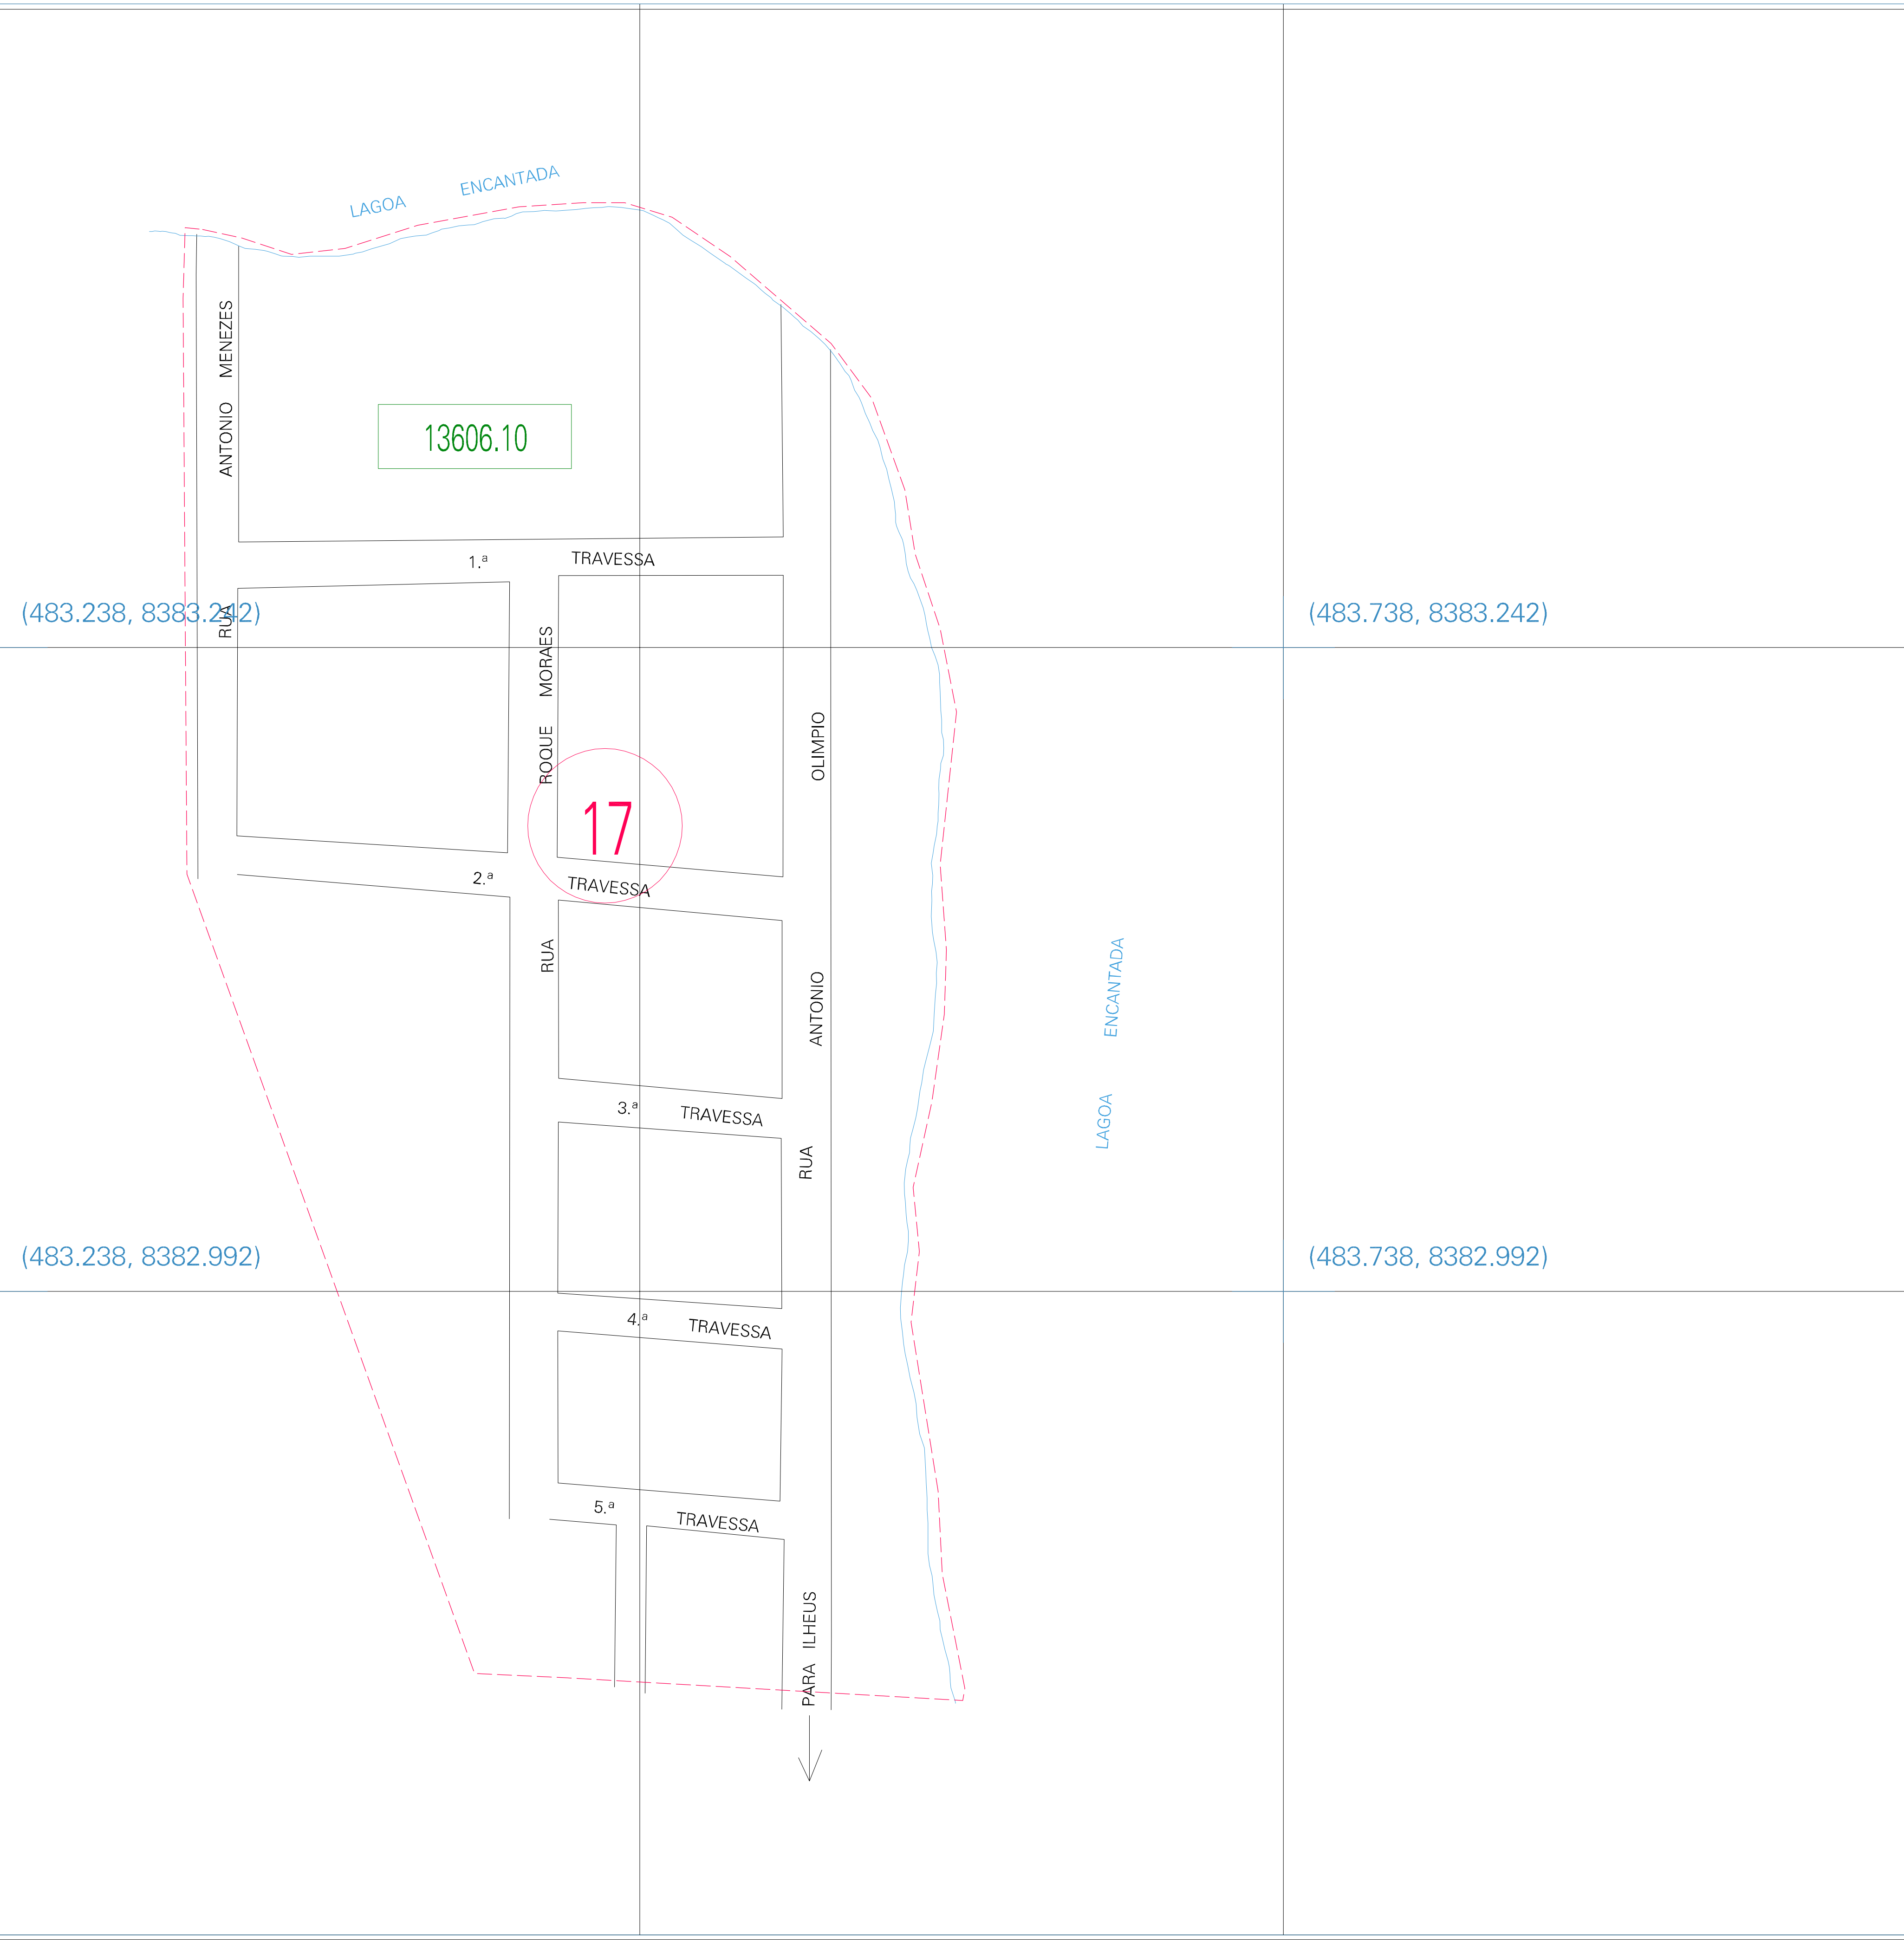 LAGOA ENCANTADA
RUA ANTONIO MENEZES
13606.10
1.ª TRAVESSA
(483.238, 8383.242)
(483.738, 8383.242)
RUA ROQUE MORAES
RUA ANTONIO OLIMPIO
17
2.ª TRAVESSA
LAGOA ENCANTADA
3.ª TRAVESSA
(483.238, 8382.992)
(483.738, 8382.992)
4.ª TRAVESSA
5.ª TRAVESSA
PARA ILHEUS